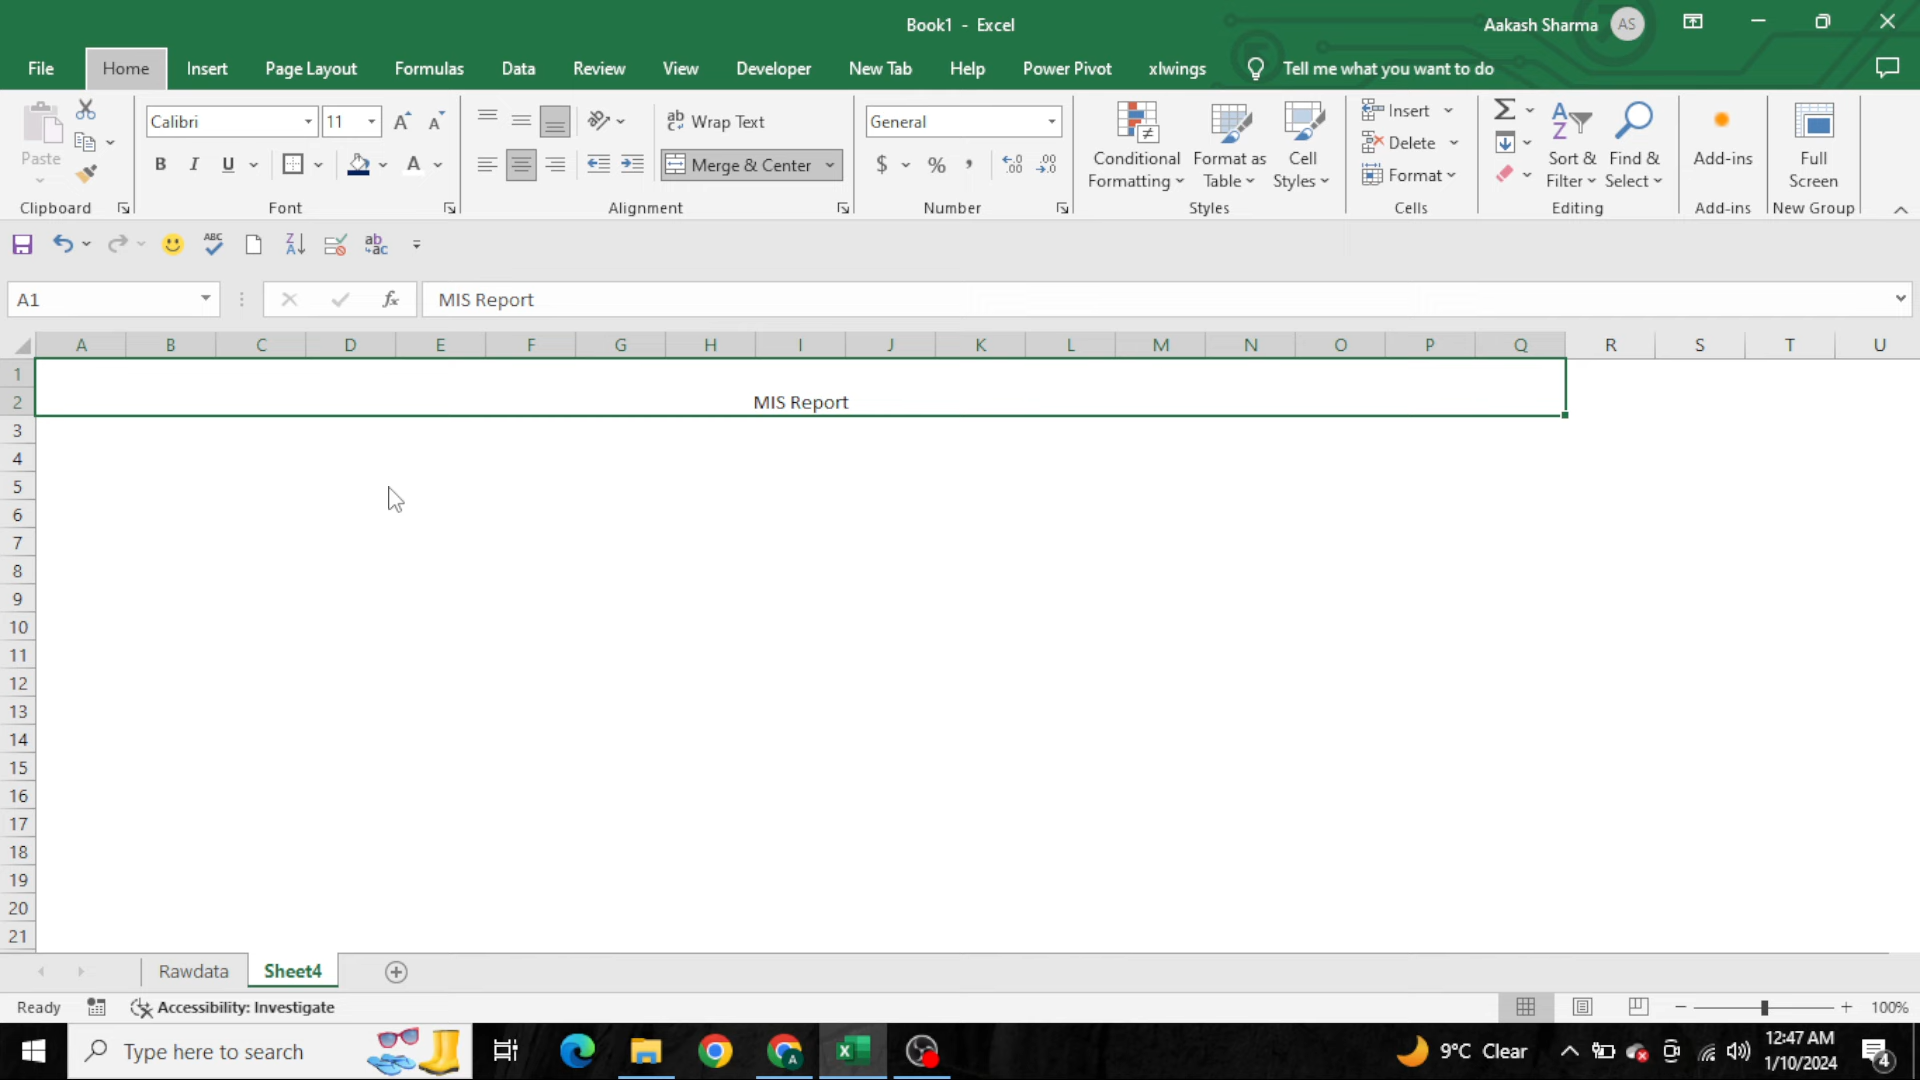 Book1 - Excel
Aakash Sharma AS
File Home Insert Page Layout Formulas Data Review View Developer New Tab Help Power Pivot xlwings Tell me what you want to do
Paste
Clipboard
Calibri 11
B I U A
Font
ab Wrap Text
Merge & Center
Alignment
General
$ % ,
Number
Conditional Formatting
Format as Table
Cell Styles
Styles
Insert
Delete
Format
Cells
Sort & Filter
Find & Select
Editing
Add-ins
Add-ins
Full Screen
New Group
A1 fx MIS Report
A B C D E F G H I J K L M N O P Q R S T U
1
2 MIS Report
3
4
5
6
7
8
9
10
11
12
13
14
15
16
17
18
19
20
21
Rawdata Sheet4
Ready Accessibility: Investigate 100%
Type here to search 9°C Clear 12:47 AM
1/10/2024 4